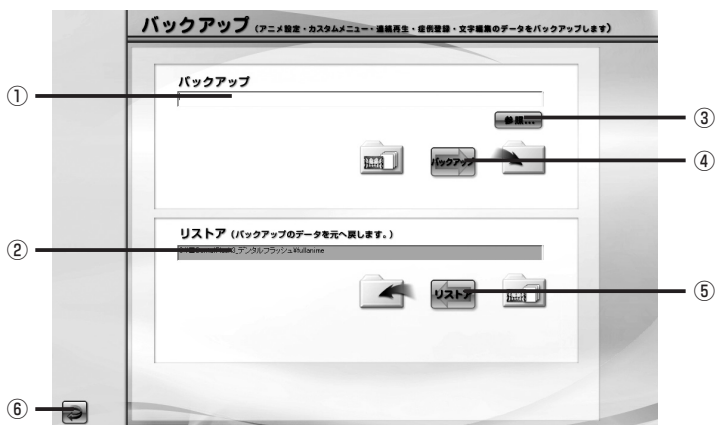 バックアップ (アニメ設定・カスタムメニュー・連続再生・症例登録・文字編集のデータをバックアップします)
バックアップ
①
参照...
③
バックアップ
④
リストア (バックアップのデータを元へ戻します。)
②
デンタルフラッシュ¥fullanime
リストア
⑤
⑥